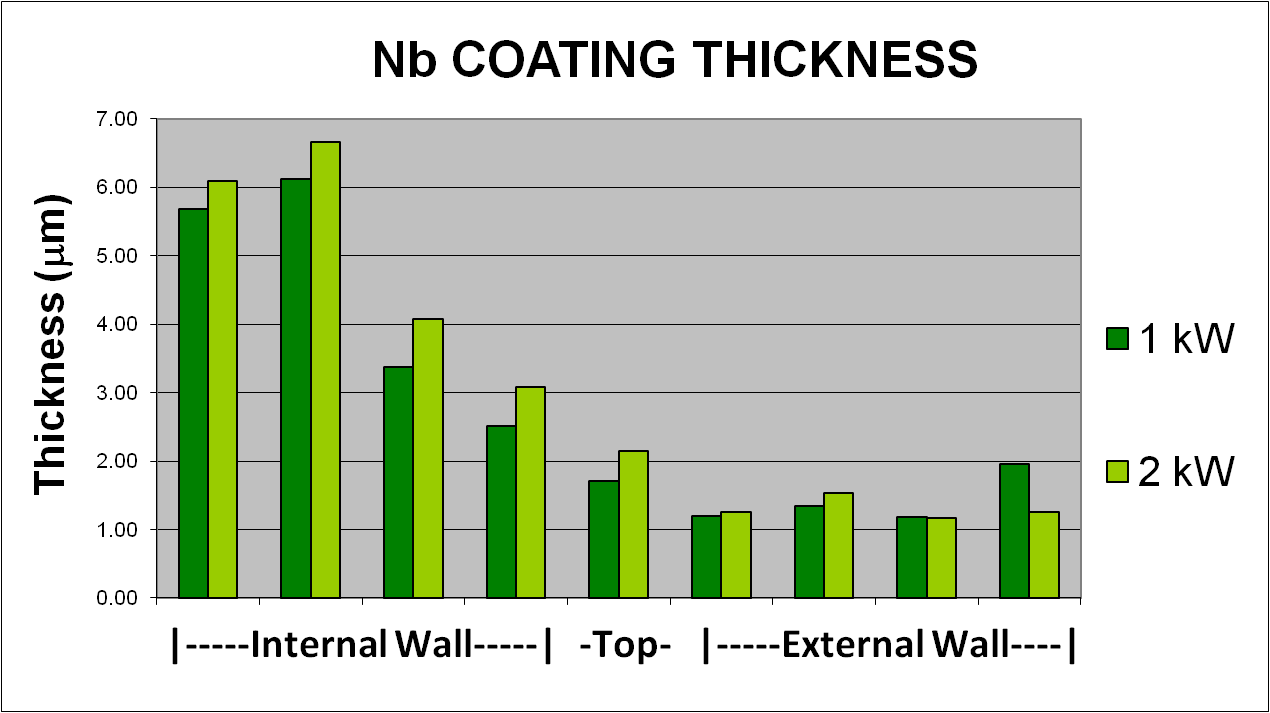 Nb COATING THICKNESS
Thickness (μm)
7.00
6.00
5.00
4.00
3.00
2.00
1.00
0.00
|-----Internal Wall-----| -Top- |-----External Wall----|
1 kW
2 kW